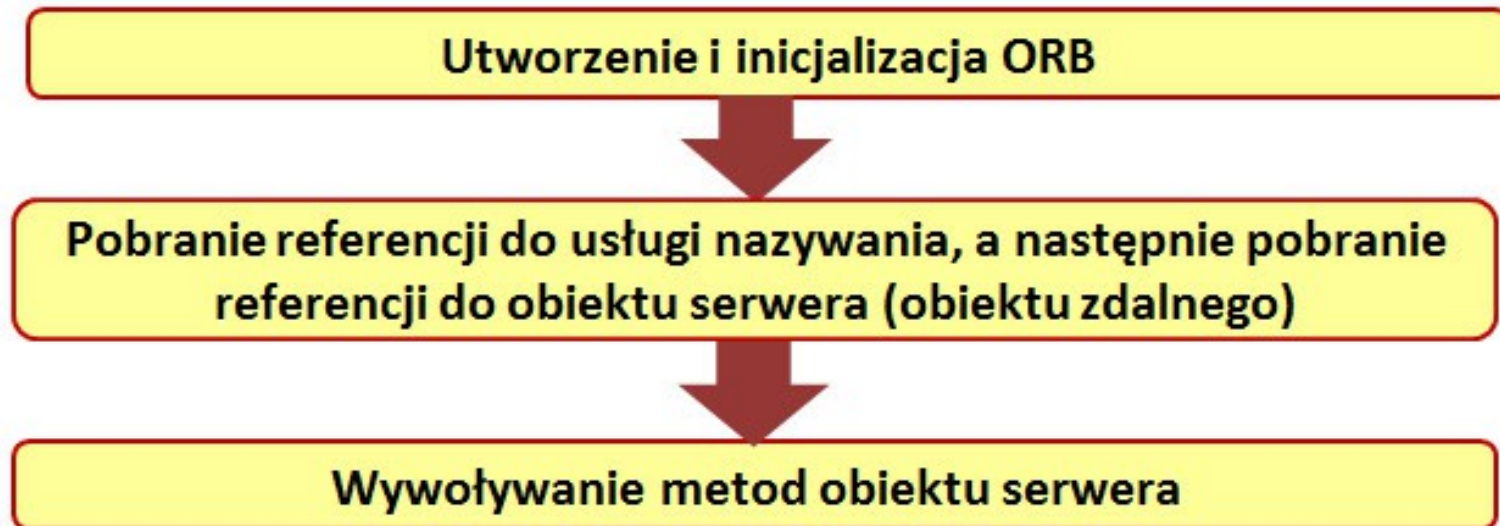 Utworzenie i inicjalizacja ORB
Pobranie referencji do usługi nazywania, a następnie pobranie
referencji do obiektu serwera (obiektu zdalnego)
Wywoływanie metod obiektu serwera